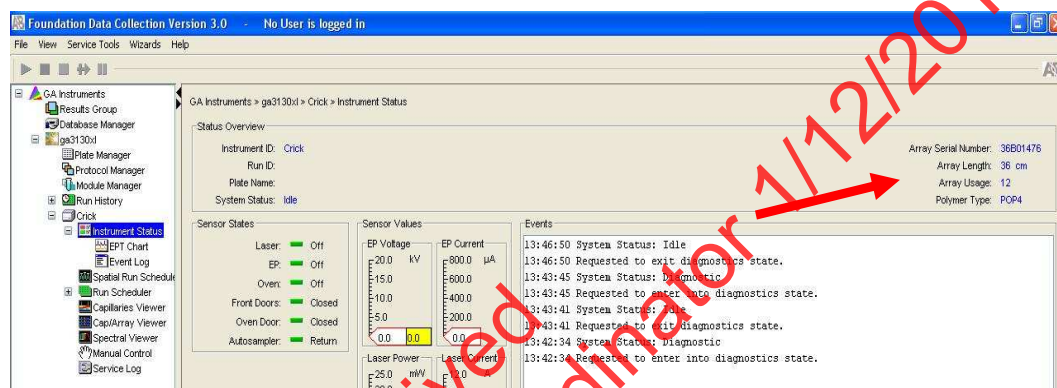 Foundation Data Collection Version 3.0 - No User is logged in
File View Service Tools Wizards Help
GA Instruments
Results Group
Database Manager
ga3130xl
Plate Manager
Protocol Manager
Module Manager
Run History
Crick
Instrument Status
EPT Chart
Event Log
Spatial Run Schedule
Run Scheduler
Capillaries Viewer
Cap/Array Viewer
Spectral Viewer
Manual Control
Service Log
GA Instruments > ga3130xl > Crick > Instrument Status
Status Overview
Instrument ID: Crick
Run ID:
Plate Name:
System Status: Idle
Array Serial Number: 36B01476
Array Length: 36 cm
Array Usage: 12
Polymer Type: POP4
Sensor States
Laser: Off
EP: Off
Oven: Off
Front Doors: Closed
Oven Door: Closed
Autosampler: Return
Sensor Values
EP Voltage
20.0 kV
15.0
10.0
5.0
0.0 0.0
EP Current
800.0 µA
600.0
400.0
200.0
0.0
Laser Power
25.0 mW
Laser Current
12.0 A
Events
13:46:50 System Status: Idle
13:46:50 Requested to exit diagnostics state.
13:43:45 System Status: Diagnostic
13:43:45 Requested to enter into diagnostics state.
13:43:41 System Status: Idle
13:43:41 Requested to exit diagnostics state.
13:42:34 System Status: Diagnostic
13:42:34 Requested to enter into diagnostics state.
1/12/201